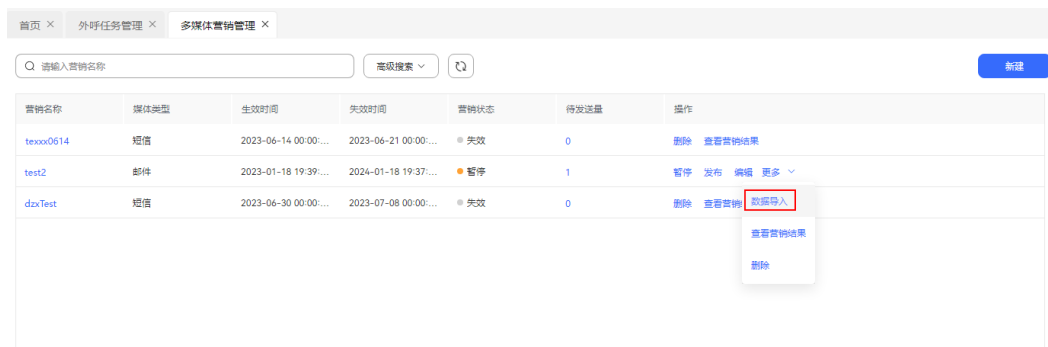 首页 × 外呼任务管理 × 多媒体营销管理 ×
请输入营销名称 高级搜索 新建
营销名称 媒体类型 生效时间 失效时间 营销状态 待发送量 操作
texxx0614 短信 2023-06-14 00:00:... 2023-06-21 00:00:... 失效 0 删除 查看营销结果
test2 邮件 2023-01-18 19:39:... 2024-01-18 19:37:... 暂停 1 暂停 发布 编辑 更多
dzxTest 短信 2023-06-30 00:00:... 2023-07-08 00:00:... 失效 0 删除 查看营销
数据导入
查看营销结果
删除